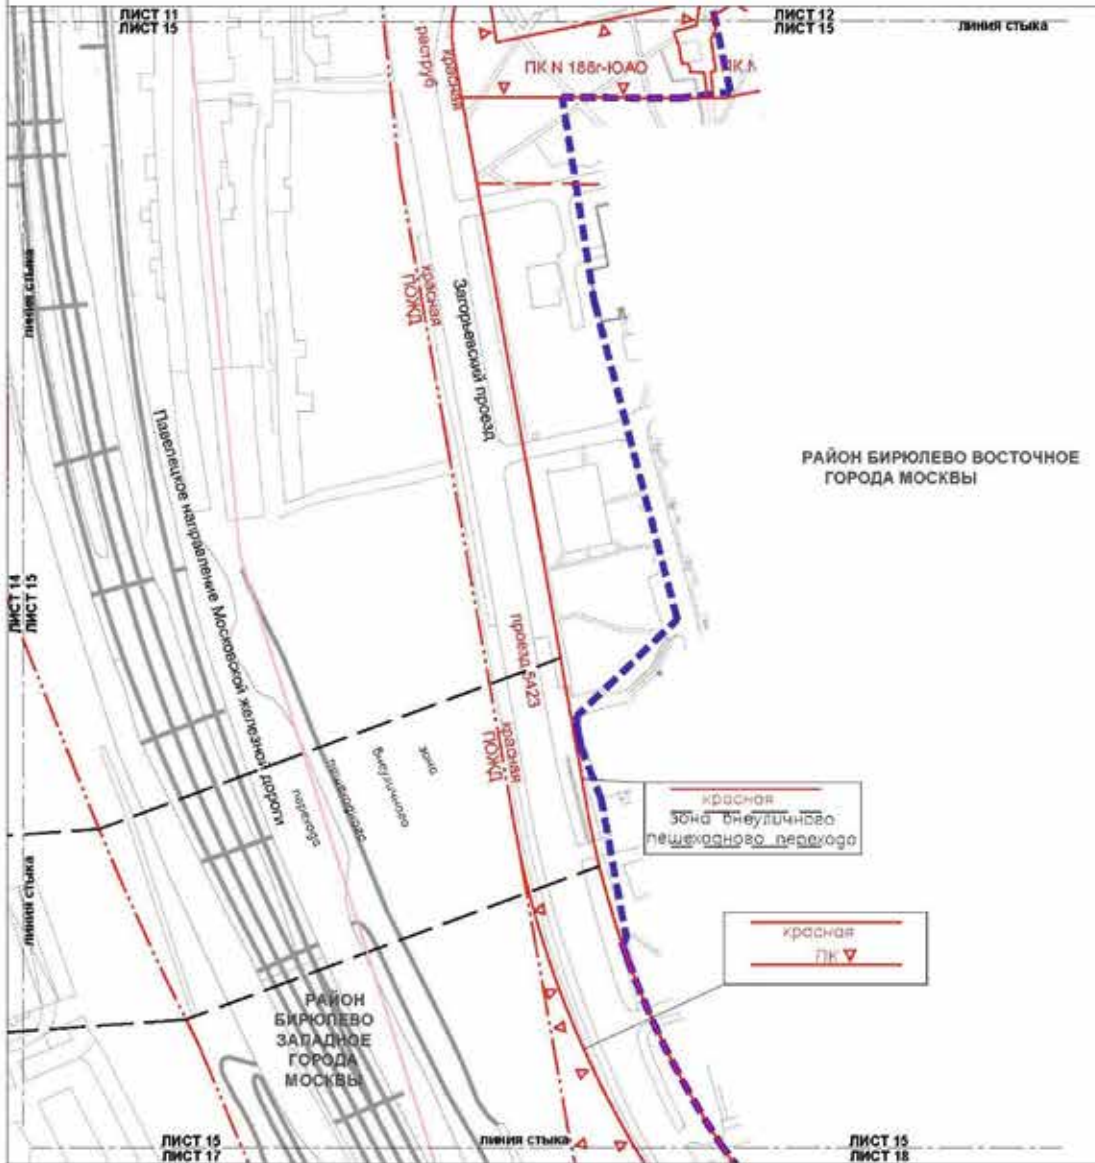 ЛИСТ 11
ЛИСТ 15
ЛИСТ 12
ЛИСТ 15
линия стыка
раструб
красная
ПК N 188г-ЮАО
линия стыка
красная
ПОЖД
Загорьевский проезд
Павелецкое направление Московской железной дороги
РАЙОН БИРЮЛЕВО ВОСТОЧНОЕ
ГОРОДА МОСКВЫ
ЛИСТ 14
ЛИСТ 15
проезд 5423
красная
ПОЖД
зона
внеуличного
пешеходного
перехода
красная
зона внеуличного
пешеходного перехода
линия стыка
красная
ПК
РАЙОН
БИРЮЛЕВО
ЗАПАДНОЕ
ГОРОДА
МОСКВЫ
ЛИСТ 15
ЛИСТ 17
линия стыка
ЛИСТ 15
ЛИСТ 18